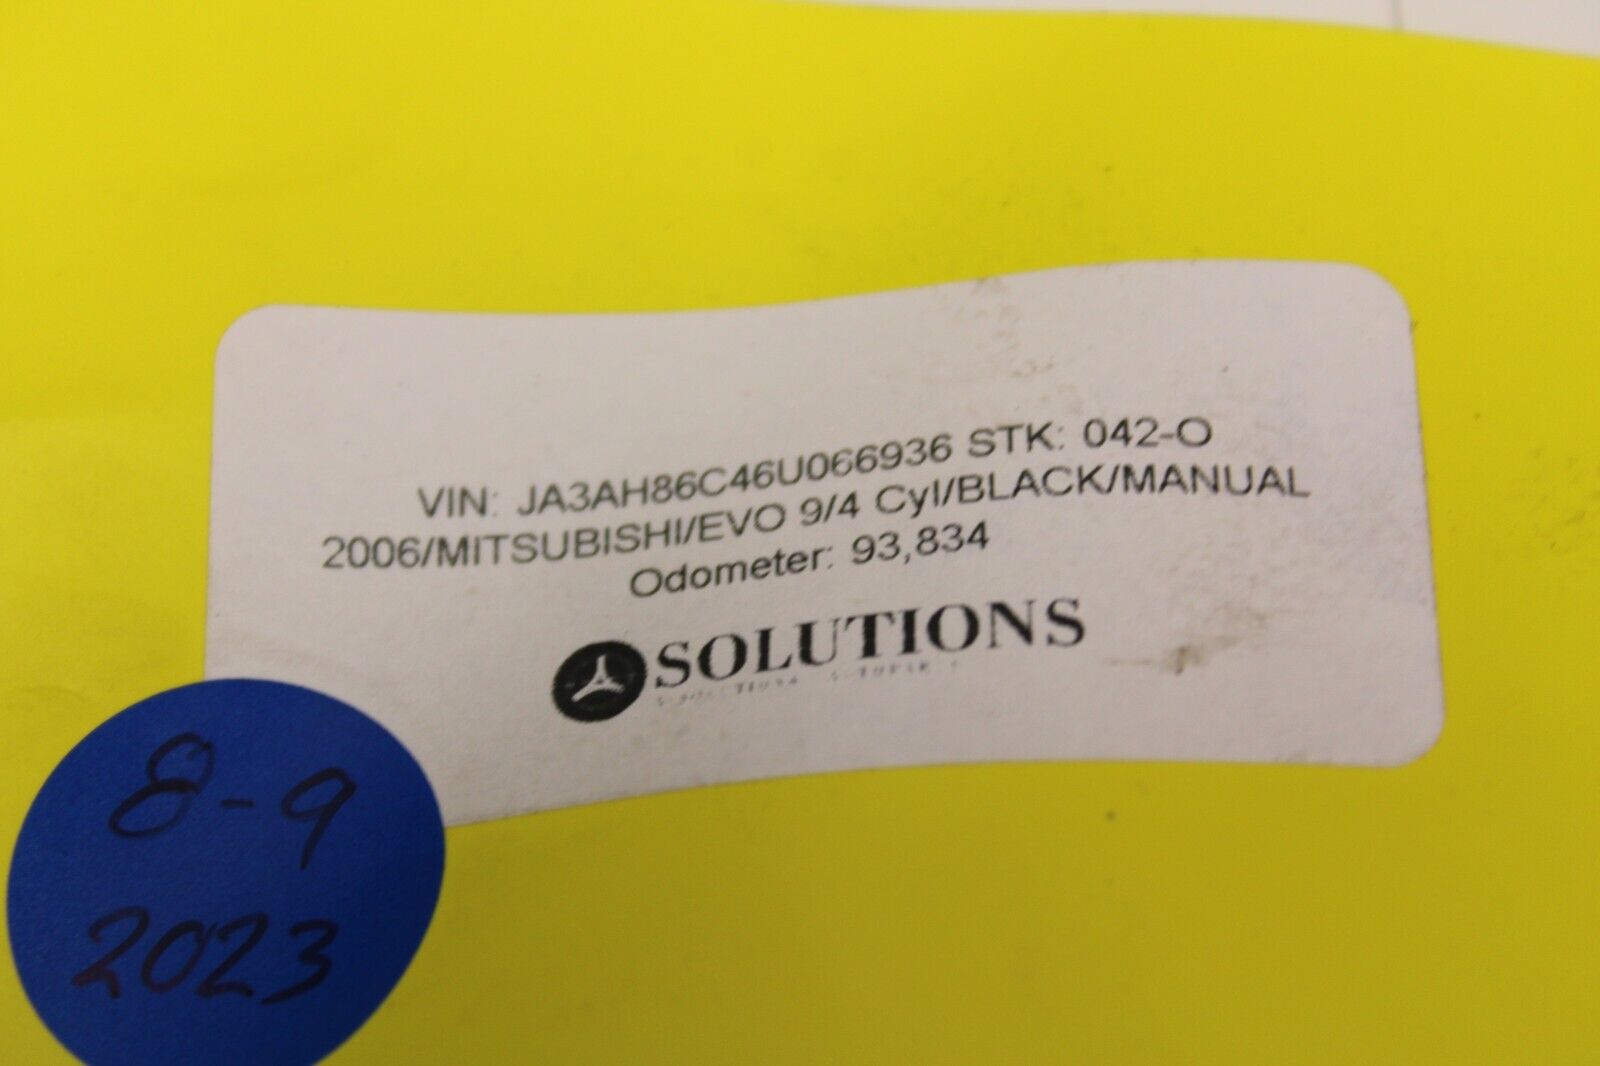 VIN: JA3AH86C46U066936 STK: 042-O
2006/MITSUBISHI/EVO 9/4 Cyl/BLACK/MANUAL
Odometer: 93,834
SOLUTIONS
8-9
2023